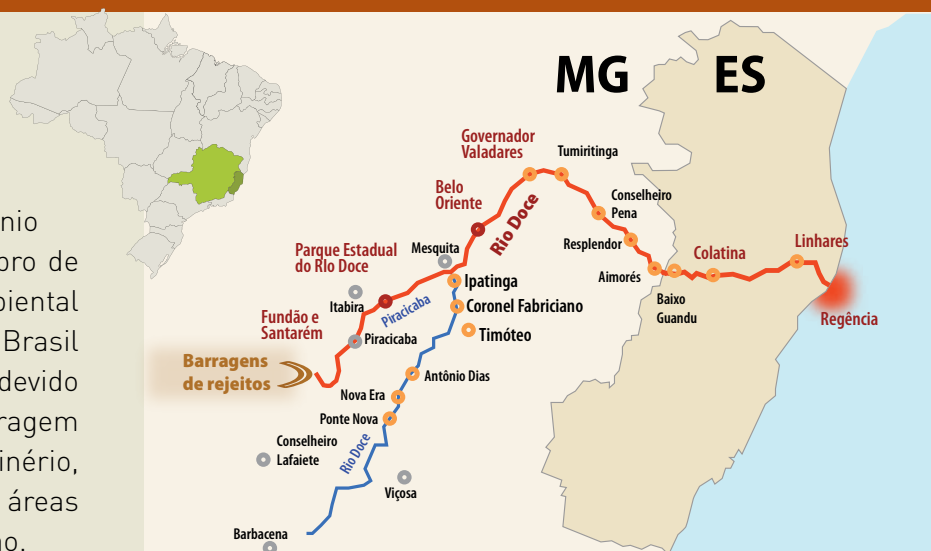 nio
bro de
biental
Brasil
devido
ragem
inério,
áreas
o.
MG
ES
Governador
Valadares
Tumiritinga
Belo
Oriente
Rio Doce
Conselheiro
Pena
Resplendor
Aimorés
Baixo
Guandu
Colatina
Linhares
Regência
Parque Estadual
do RIo Doce
Mesquita
Itabira
Piracicaba
Ipatinga
Coronel Fabriciano
Timóteo
Fundão e
Santarém
Piracicaba
Barragens
de rejeitos
Antônio Dias
Nova Era
Ponte Nova
Rio Doce
Conselheiro
Lafaiete
Viçosa
Barbacena